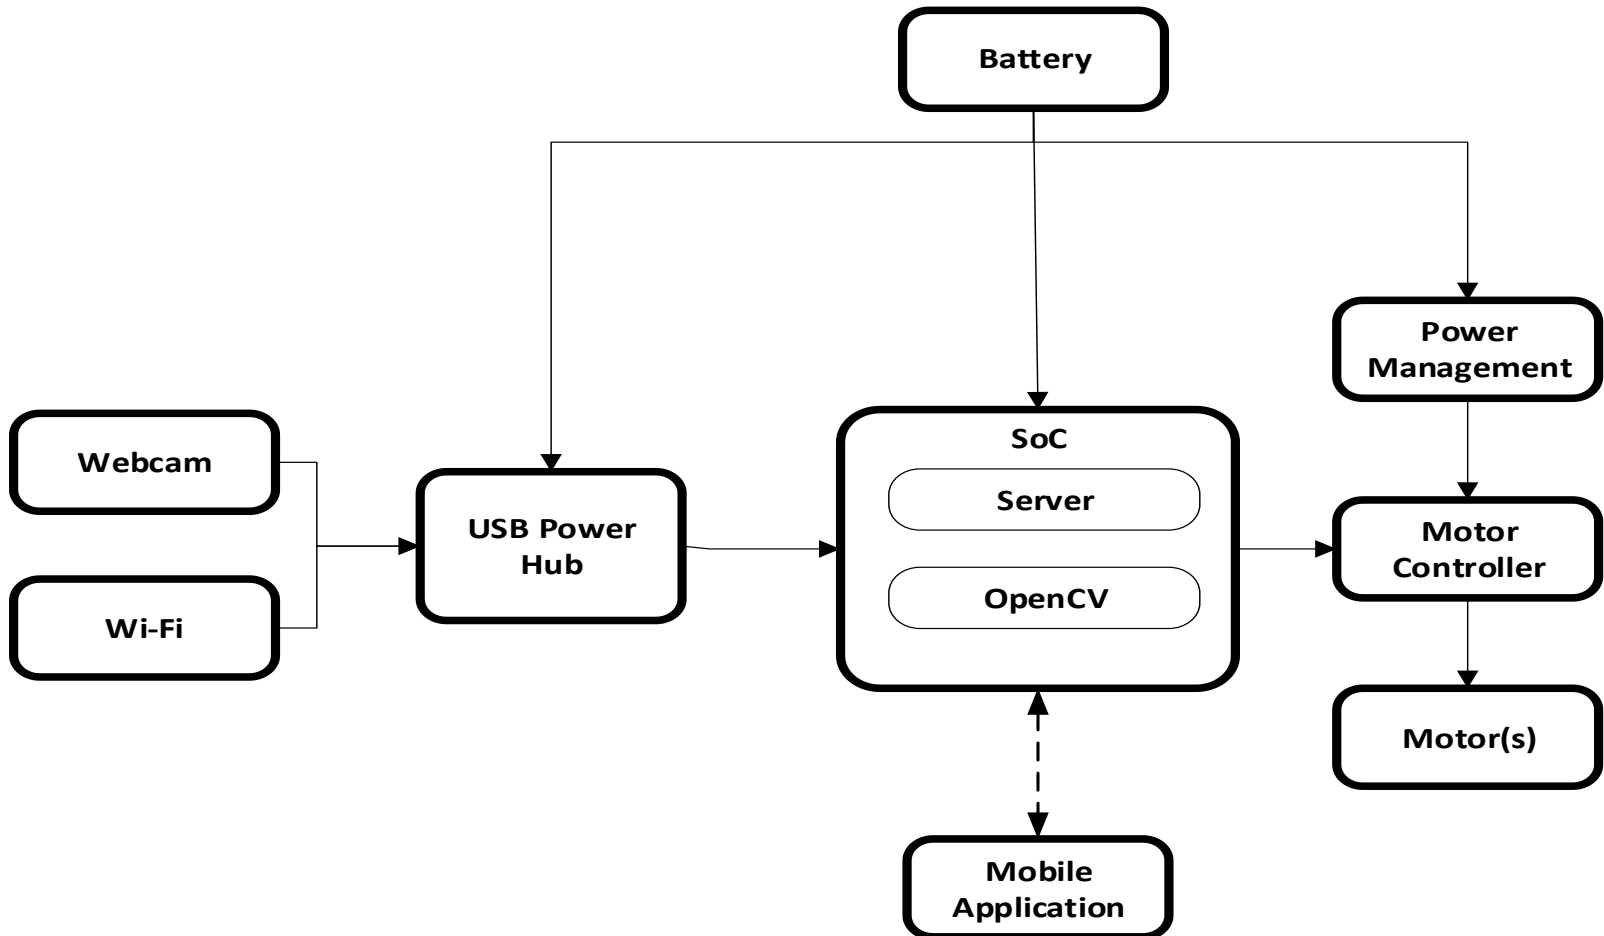 Battery
Power
Management
Webcam
SoC
Server
USB Power
Hub
Motor
Controller
OpenCV
Wi-Fi
Motor(s)
Mobile
Application